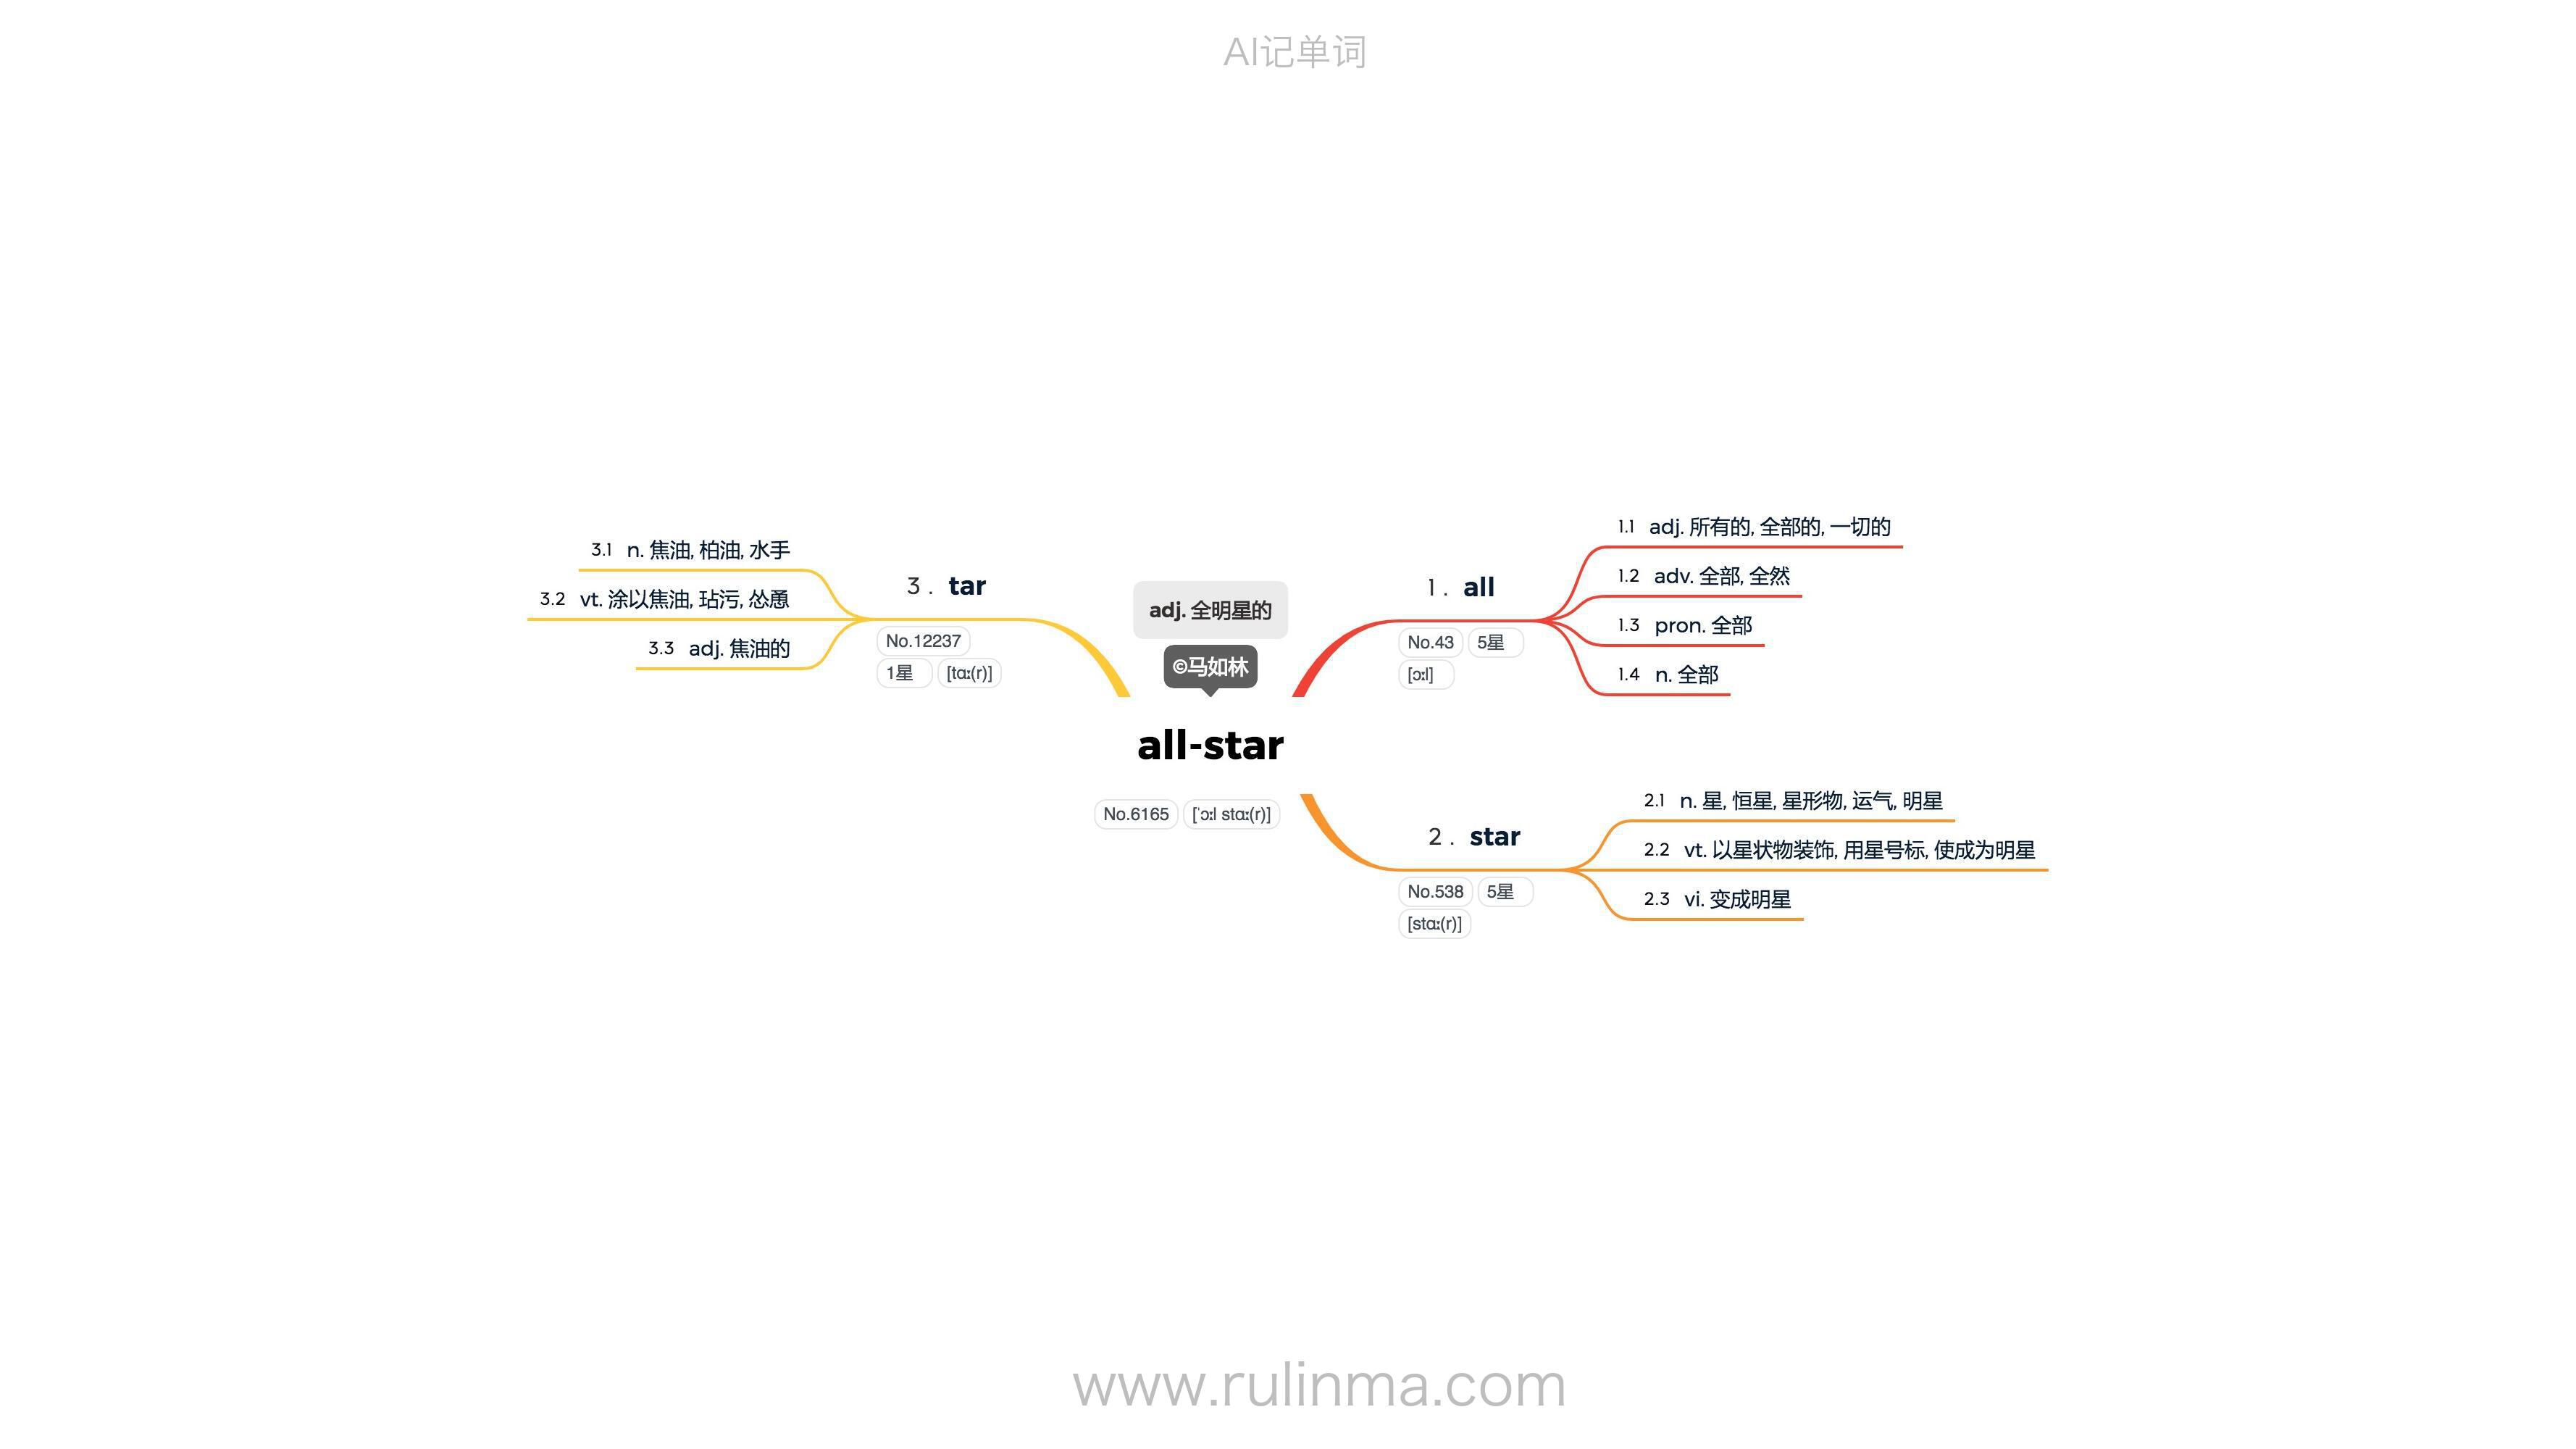 AI记单词
adj. 全明星的
©马如林
all-star
No.6165 [ˈɔːl stɑː(r)]
1. all
No.43 5星
[ɔːl]
1.1 adj. 所有的, 全部的, 一切的
1.2 adv. 全部, 全然
1.3 pron. 全部
1.4 n. 全部
2. star
No.538 5星
[stɑː(r)]
2.1 n. 星, 恒星, 星形物, 运气, 明星
2.2 vt. 以星状物装饰, 用星号标, 使成为明星
2.3 vi. 变成明星
3. tar
No.12237
1星 [tɑː(r)]
3.1 n. 焦油, 柏油, 水手
3.2 vt. 涂以焦油, 玷污, 怂恿
3.3 adj. 焦油的
www.rulinma.com